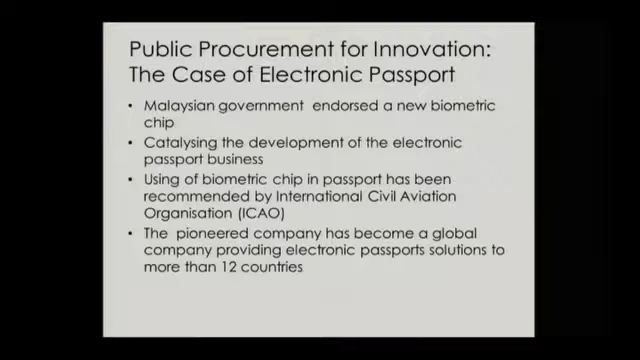 Public Procurement for Innovation:
The Case of Electronic Passport
• Malaysian government endorsed a new biometric
chip
• Catalysing the development of the electronic
passport business
• Using of biometric chip in passport has been
recommended by International Civil Aviation
Organisation (ICAO)
• The pioneered company has become a global
company providing electronic passports solutions to
more than 12 countries